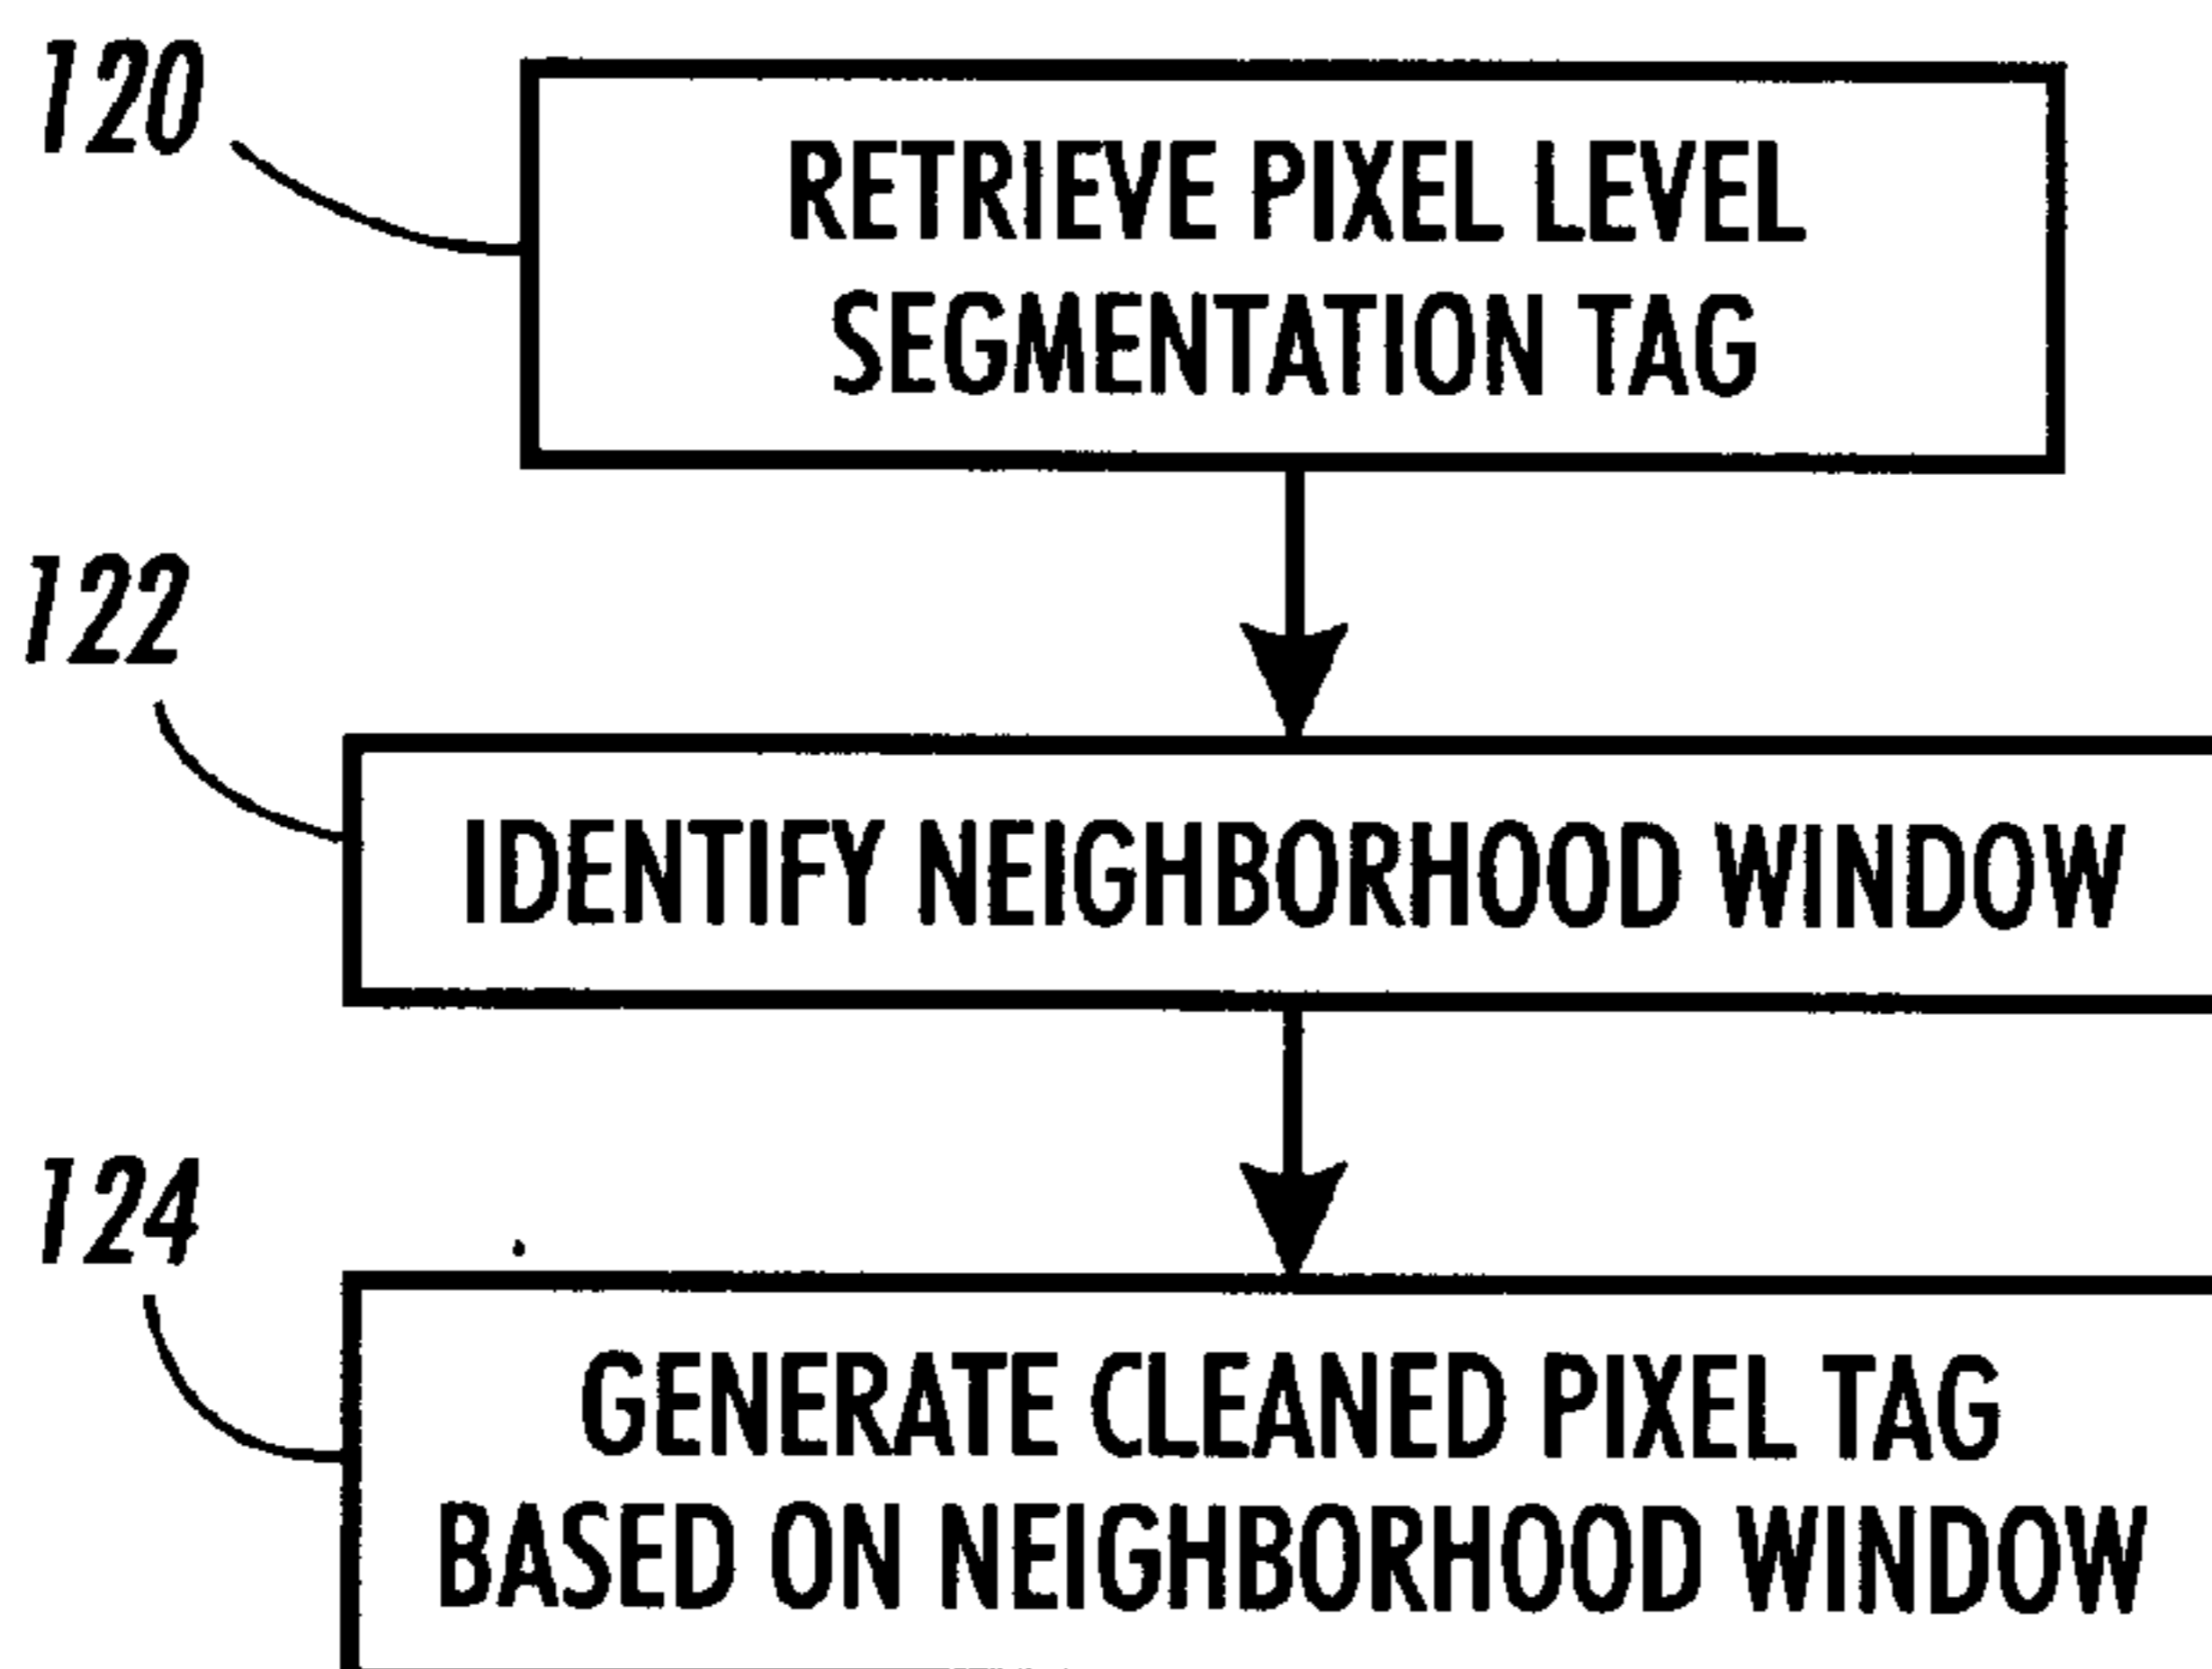 120
RETRIEVE PIXEL LEVEL
SEGMENTATION TAG
122
IDENTIFY NEIGHBORHOOD WINDOW
124
GENERATE CLEANED PIXEL TAG
BASED ON NEIGHBORHOOD WINDOW